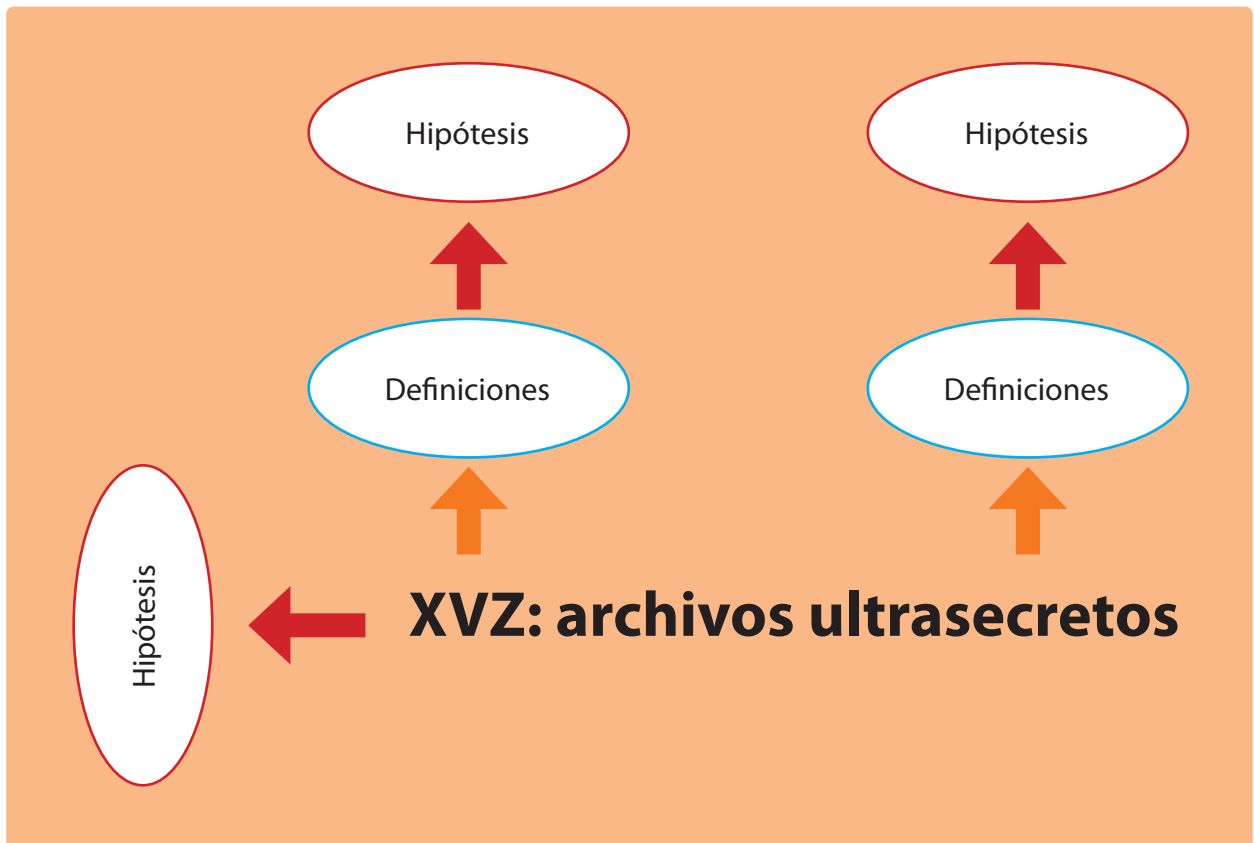 Hipótesis
Hipótesis
Definiciones
Definiciones
Hipótesis
XVZ: archivos ultrasecretos